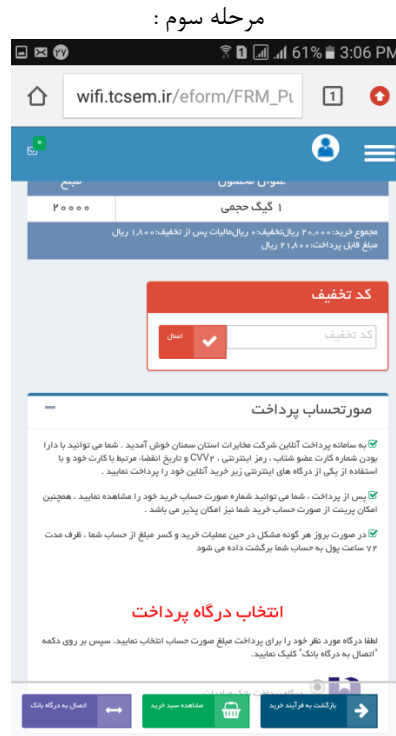 مرحله سوم :
61% 3:06 PM
wifi.tcsem.ir/eform/FRM_Pu
1
عنوان محصول
مبلغ
۱ گیگ حجمی
۲۰۰۰۰
مجموع خرید:۲۰,۰۰۰ ریال‌تخفیف:۰ ریال‌مالیات پس از تخفیف:۱,۸۰۰ ریال
مبلغ قابل پرداخت:۲۱,۸۰۰ ریال
کد تخفیف
کد تخفیف
اعمال
صورتحساب پرداخت
به سامانه پرداخت آنلاین شرکت مخابرات استان سمنان خوش آمدید . شما می توانید با دارا
بودن شماره کارت عضو شتاب ، رمز اینترنتی ، CVV۲ و تاریخ انقضا، مرتبط با کارت خود و با
استفاده از یکی از درگاه های اینترنتی زیر خرید آنلاین خود را پرداخت نمایید .
پس از پرداخت ، شما می توانید شماره صورت حساب خرید خود را مشاهده نمایید . همچنین
امکان پرینت از صورت حساب خرید شما نیز امکان پذیر می باشد .
در صورت بروز هر گونه مشکل در حین عملیات خرید و کسر مبلغ از حساب شما ، ظرف مدت
۷۲ ساعت پول به حساب شما برگشت داده می شود
انتخاب درگاه پرداخت
لطفا درگاه مورد نظر خود را برای پرداخت مبلغ صورت حساب انتخاب نمایید. سپس بر روی دکمه
"اتصال به درگاه بانک" کلیک نمایید.
درگاه پرداخت بانک صادرات
بازگشت به فرآیند خرید
مشاهده سبد خرید
اتصال به درگاه بانک